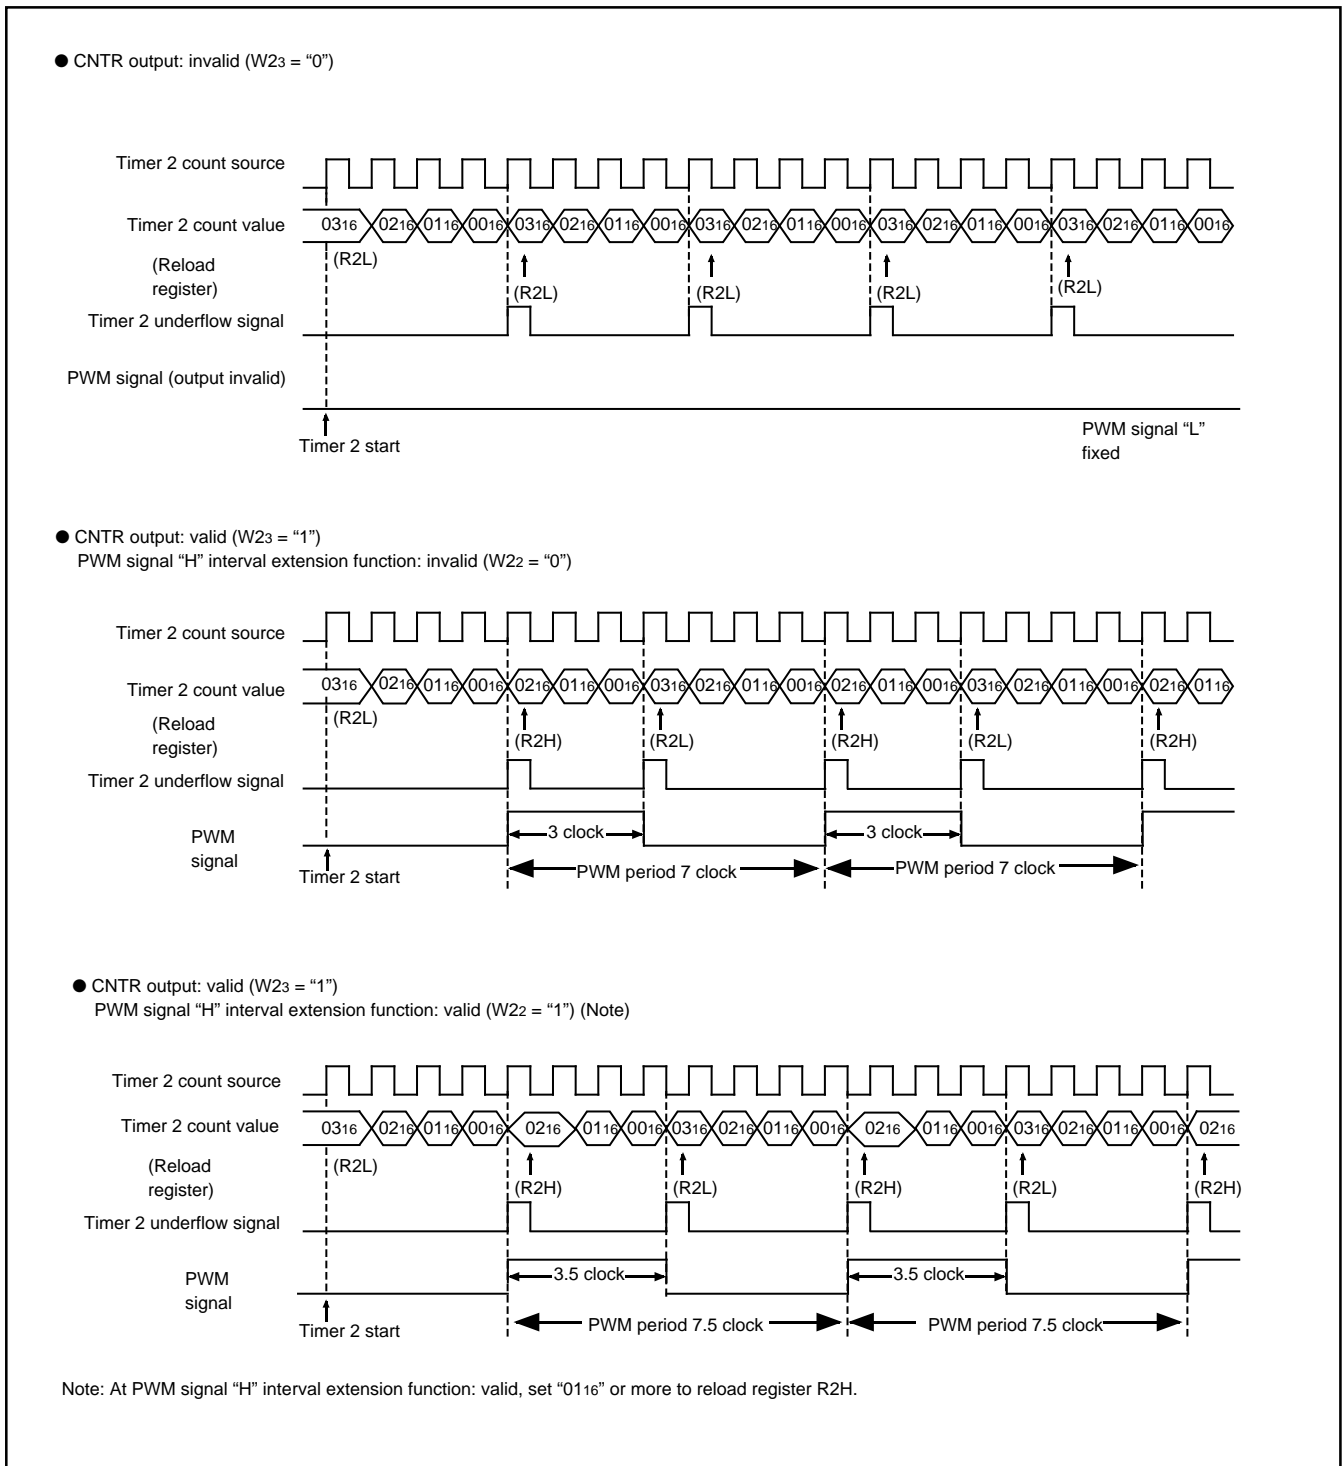 ● CNTR output: invalid (W23 = “0”)
Timer 2 count source
Timer 2 count value
0316 0216 0116 0016 0316 0216 0116 0016 0316 0216 0116 0016 0316 0216 0116 0016 0316 0216 0116 0016
(Reload register)
(R2L) (R2L) (R2L) (R2L) (R2L)
Timer 2 underflow signal
PWM signal (output invalid)
Timer 2 start
PWM signal “L” fixed
● CNTR output: valid (W23 = “1”)
PWM signal “H” interval extension function: invalid (W22 = “0”)
Timer 2 count source
Timer 2 count value
0316 0216 0116 0016 0216 0116 0016 0316 0216 0116 0016 0216 0116 0016 0316 0216 0116 0016 0216 0116
(Reload register)
(R2L) (R2H) (R2L) (R2H) (R2L) (R2H)
Timer 2 underflow signal
PWM signal
3 clock 3 clock
Timer 2 start
PWM period 7 clock PWM period 7 clock
● CNTR output: valid (W23 = “1”)
PWM signal “H” interval extension function: valid (W22 = “1”) (Note)
Timer 2 count source
Timer 2 count value
0316 0216 0116 0016 0216 0116 0016 0316 0216 0116 0016 0216 0116 0016 0316 0216 0116 0016 0216
(Reload register)
(R2L) (R2H) (R2L) (R2H) (R2L) (R2H)
Timer 2 underflow signal
PWM signal
3.5 clock 3.5 clock
Timer 2 start
PWM period 7.5 clock PWM period 7.5 clock
Note: At PWM signal “H” interval extension function: valid, set “0116” or more to reload register R2H.